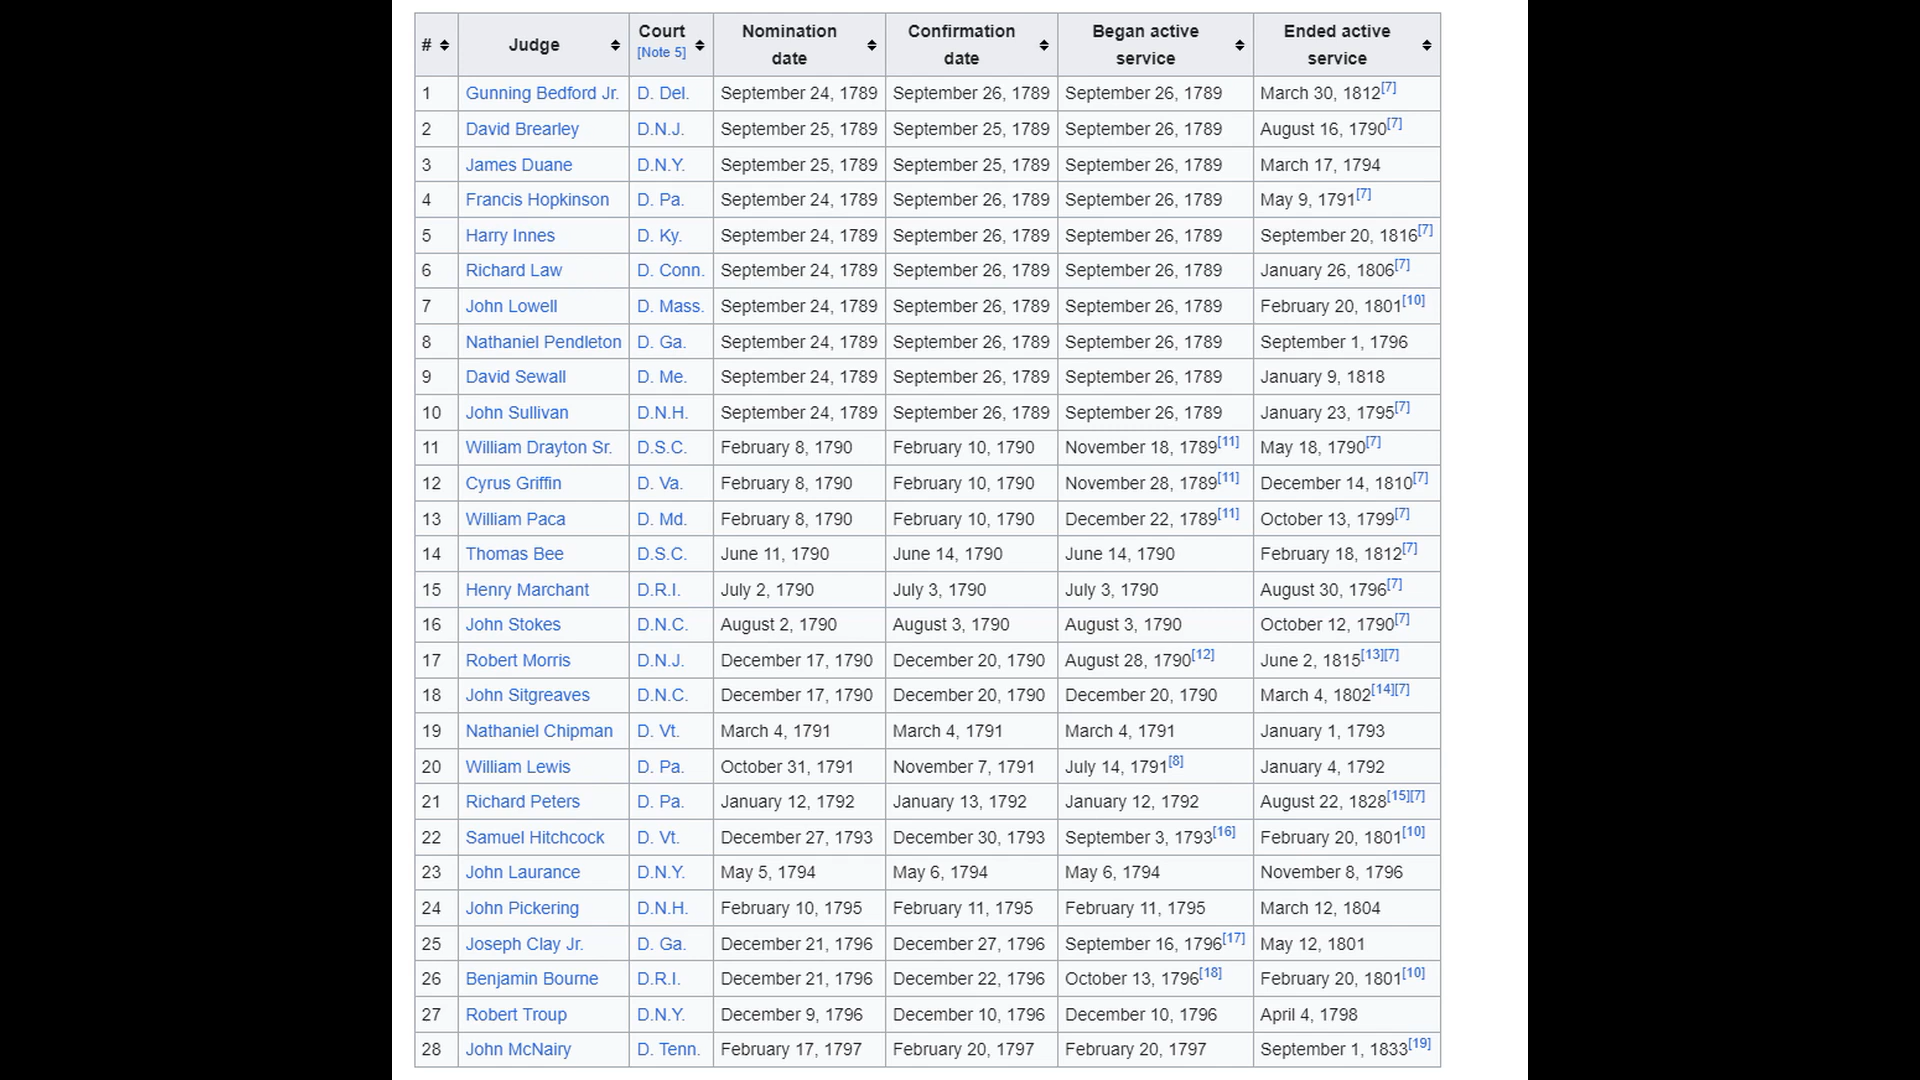 # Judge Court [Note 5] Nomination date Confirmation date Began active service Ended active service
1 Gunning Bedford Jr. D. Del. September 24, 1789 September 26, 1789 September 26, 1789 March 30, 1812[7]
2 David Brearley D.N.J. September 25, 1789 September 25, 1789 September 26, 1789 August 16, 1790[7]
3 James Duane D.N.Y. September 25, 1789 September 25, 1789 September 26, 1789 March 17, 1794
4 Francis Hopkinson D. Pa. September 24, 1789 September 26, 1789 September 26, 1789 May 9, 1791[7]
5 Harry Innes D. Ky. September 24, 1789 September 26, 1789 September 26, 1789 September 20, 1816[7]
6 Richard Law D. Conn. September 24, 1789 September 26, 1789 September 26, 1789 January 26, 1806[7]
7 John Lowell D. Mass. September 24, 1789 September 26, 1789 September 26, 1789 February 20, 1801[10]
8 Nathaniel Pendleton D. Ga. September 24, 1789 September 26, 1789 September 26, 1789 September 1, 1796
9 David Sewall D. Me. September 24, 1789 September 26, 1789 September 26, 1789 January 9, 1818
10 John Sullivan D.N.H. September 24, 1789 September 26, 1789 September 26, 1789 January 23, 1795[7]
11 William Drayton Sr. D.S.C. February 8, 1790 February 10, 1790 November 18, 1789[11] May 18, 1790[7]
12 Cyrus Griffin D. Va. February 8, 1790 February 10, 1790 November 28, 1789[11] December 14, 1810[7]
13 William Paca D. Md. February 8, 1790 February 10, 1790 December 22, 1789[11] October 13, 1799[7]
14 Thomas Bee D.S.C. June 11, 1790 June 14, 1790 June 14, 1790 February 18, 1812[7]
15 Henry Marchant D.R.I. July 2, 1790 July 3, 1790 July 3, 1790 August 30, 1796[7]
16 John Stokes D.N.C. August 2, 1790 August 3, 1790 August 3, 1790 October 12, 1790[7]
17 Robert Morris D.N.J. December 17, 1790 December 20, 1790 August 28, 1790[12] June 2, 1815[13][7]
18 John Sitgreaves D.N.C. December 17, 1790 December 20, 1790 December 20, 1790 March 4, 1802[14][7]
19 Nathaniel Chipman D. Vt. March 4, 1791 March 4, 1791 March 4, 1791 January 1, 1793
20 William Lewis D. Pa. October 31, 1791 November 7, 1791 July 14, 1791[8] January 4, 1792
21 Richard Peters D. Pa. January 12, 1792 January 13, 1792 January 12, 1792 August 22, 1828[15][7]
22 Samuel Hitchcock D. Vt. December 27, 1793 December 30, 1793 September 3, 1793[16] February 20, 1801[10]
23 John Laurance D.N.Y. May 5, 1794 May 6, 1794 May 6, 1794 November 8, 1796
24 John Pickering D.N.H. February 10, 1795 February 11, 1795 February 11, 1795 March 12, 1804
25 Joseph Clay Jr. D. Ga. December 21, 1796 December 27, 1796 September 16, 1796[17] May 12, 1801
26 Benjamin Bourne D.R.I. December 21, 1796 December 22, 1796 October 13, 1796[18] February 20, 1801[10]
27 Robert Troup D.N.Y. December 9, 1796 December 10, 1796 December 10, 1796 April 4, 1798
28 John McNairy D. Tenn. February 17, 1797 February 20, 1797 February 20, 1797 September 1, 1833[19]